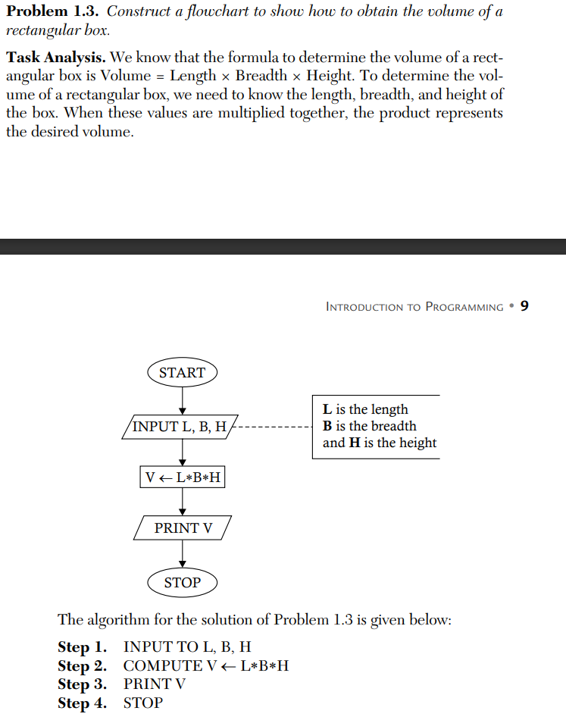 Problem 1.3. Construct a flowchart to show how to obtain the volume of a
rectangular box.
Task Analysis. We know that the formula to determine the volume of a rect-
angular box is Volume = Length × Breadth × Height. To determine the vol-
ume of a rectangular box, we need to know the length, breadth, and height of
the box. When these values are multiplied together, the product represents
the desired volume.
INTRODUCTION TO PROGRAMMING • 9
START
INPUT L, B, H
L is the length
B is the breadth
and H is the height
V ← L*B*H
PRINT V
STOP
The algorithm for the solution of Problem 1.3 is given below:
Step 1. INPUT TO L, B, H
Step 2. COMPUTE V ← L*B*H
Step 3. PRINT V
Step 4. STOP